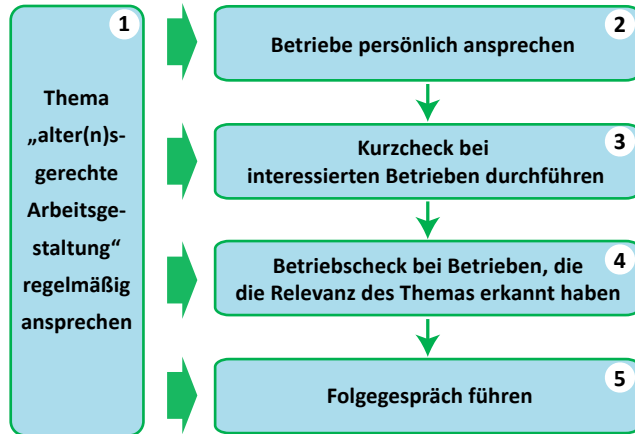 1
Thema
„alter(n)s-
gerechte
Arbeitsge-
staltung“
regelmäßig
ansprechen
2
Betriebe persönlich ansprechen
3
Kurzcheck bei
interessierten Betrieben durchführen
4
Betriebscheck bei Betrieben, die
die Relevanz des Themas erkannt haben
5
Folgegespräch führen